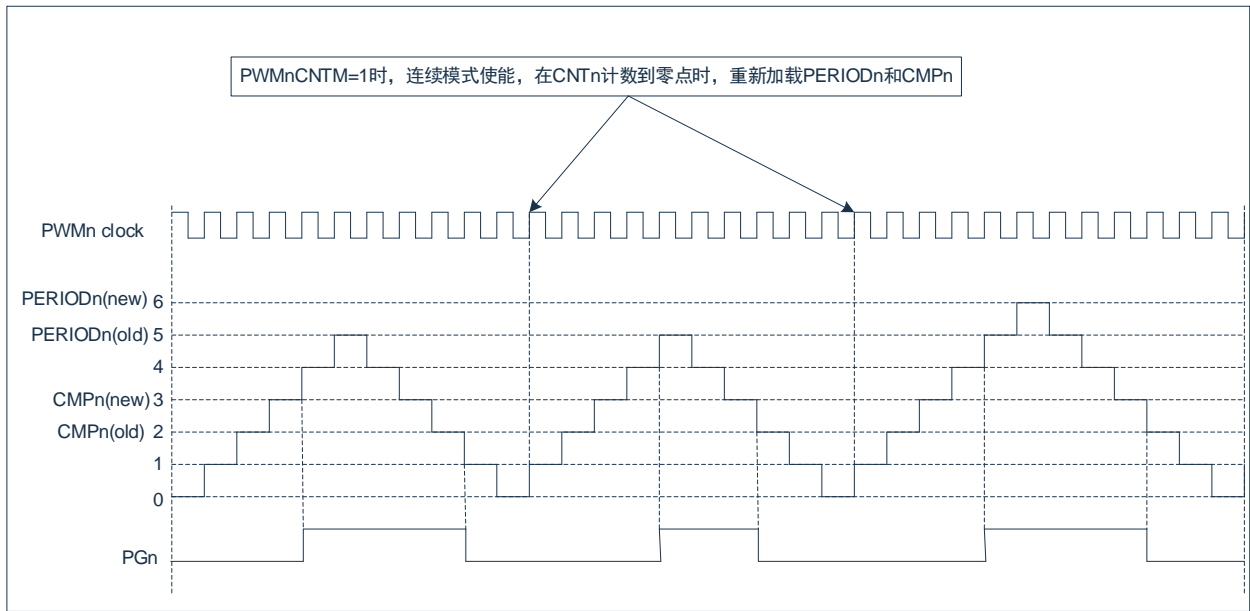 PWMnCNTM=1时，连续模式使能，在CNTn计数到零点时，重新加载PERIODn和CMPn
PWMn clock
PERIODn(new) 6
PERIODn(old) 5
4
CMPn(new) 3
CMPn(old) 2
1
0
PGn